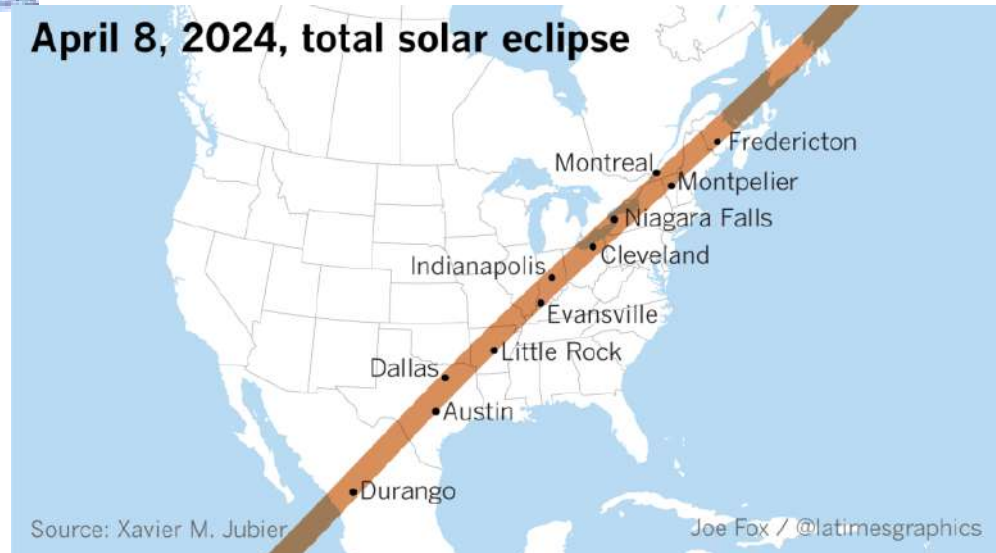 April 8, 2024, total solar eclipse
Fredericton
Montreal
Montpelier
Niagara Falls
Cleveland
Indianapolis
Evansville
Little Rock
Dallas
Austin
Durango
Source: Xavier M. Jubier
Joe Fox / @latimesgraphics